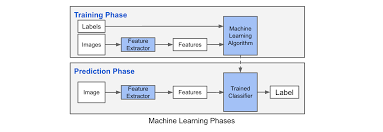 Training Phase
Labels
Images
Feature
Extractor
Features
Machine
Learning
Algorithm
Prediction Phase
Image
Feature
Extractor
Features
Trained
Classifier
Label
Machine Learning Phases